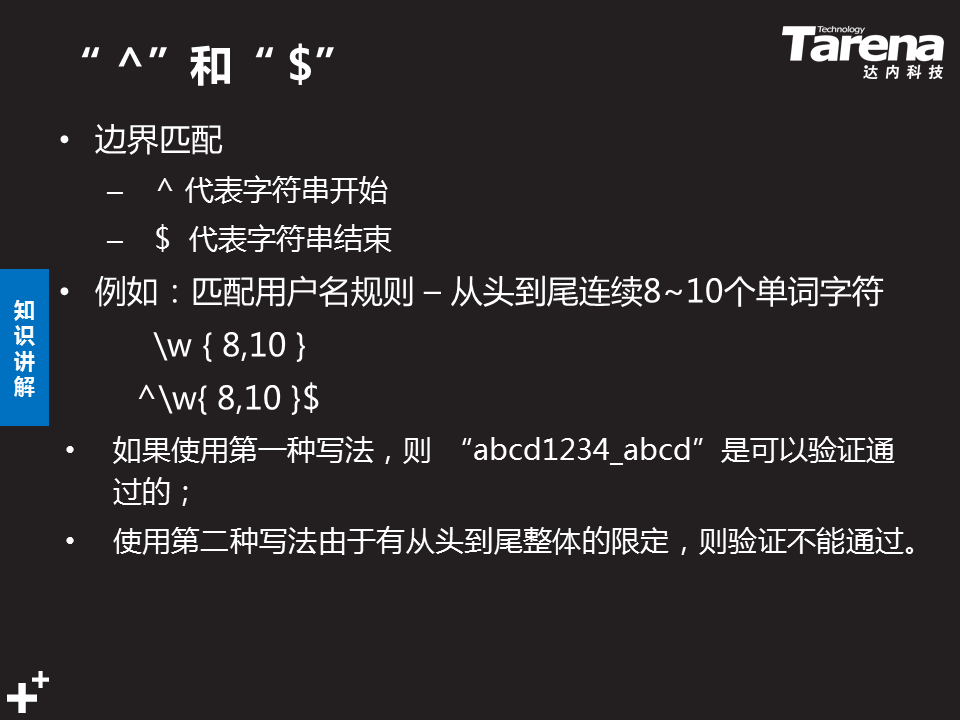 “ ^”和“ $”
Technology
Tarena
达内科技
• 边界匹配
– ^ 代表字符串开始
– $ 代表字符串结束
• 例如：匹配用户名规则 – 从头到尾连续8~10个单词字符
\w { 8,10 }
^\w{ 8,10 }$
• 如果使用第一种写法，则 “abcd1234_abcd”是可以验证通
过的；
• 使用第二种写法由于有从头到尾整体的限定，则验证不能通过。
知
识
讲
解